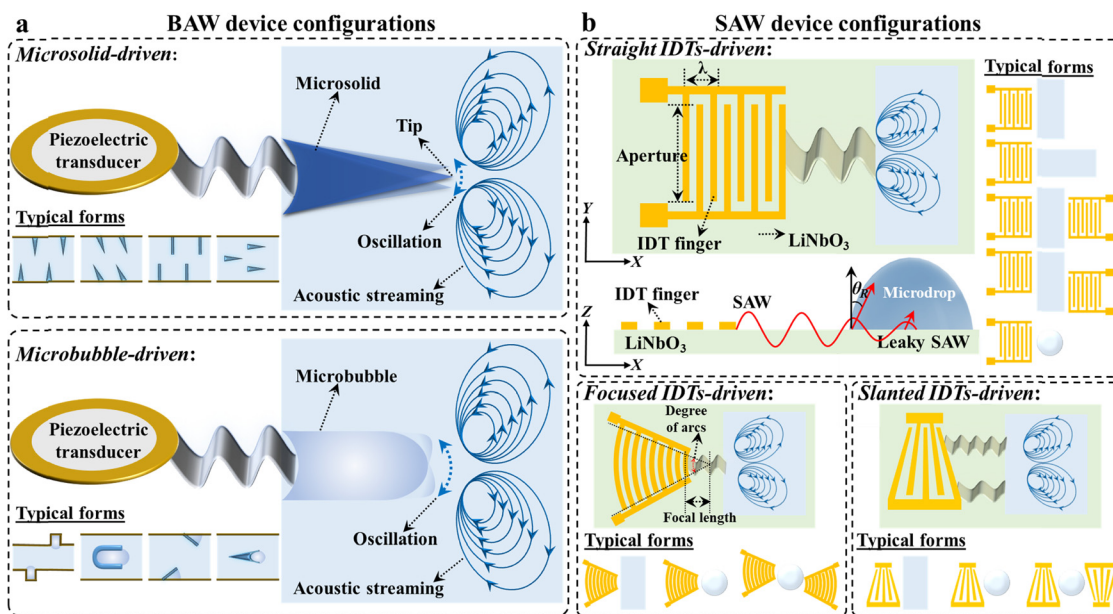 a
BAW device configurations
Microsolid-driven:
Microsolid
Tip
Piezoelectric
transducer
Oscillation
Acoustic streaming
Typical forms
Microbubble-driven:
Microbubble
Piezoelectric
transducer
Oscillation
Acoustic streaming
Typical forms
b
SAW device configurations
Straight IDTs-driven:
λ
Aperture
IDT finger
LiNbO3
Y
X
Typical forms
IDT finger
SAW
θR
Microdrop
Z
LiNbO3
Leaky SAW
X
Focused IDTs-driven:
Degree
of arcs
Focal length
Typical forms
Slanted IDTs-driven:
Typical forms